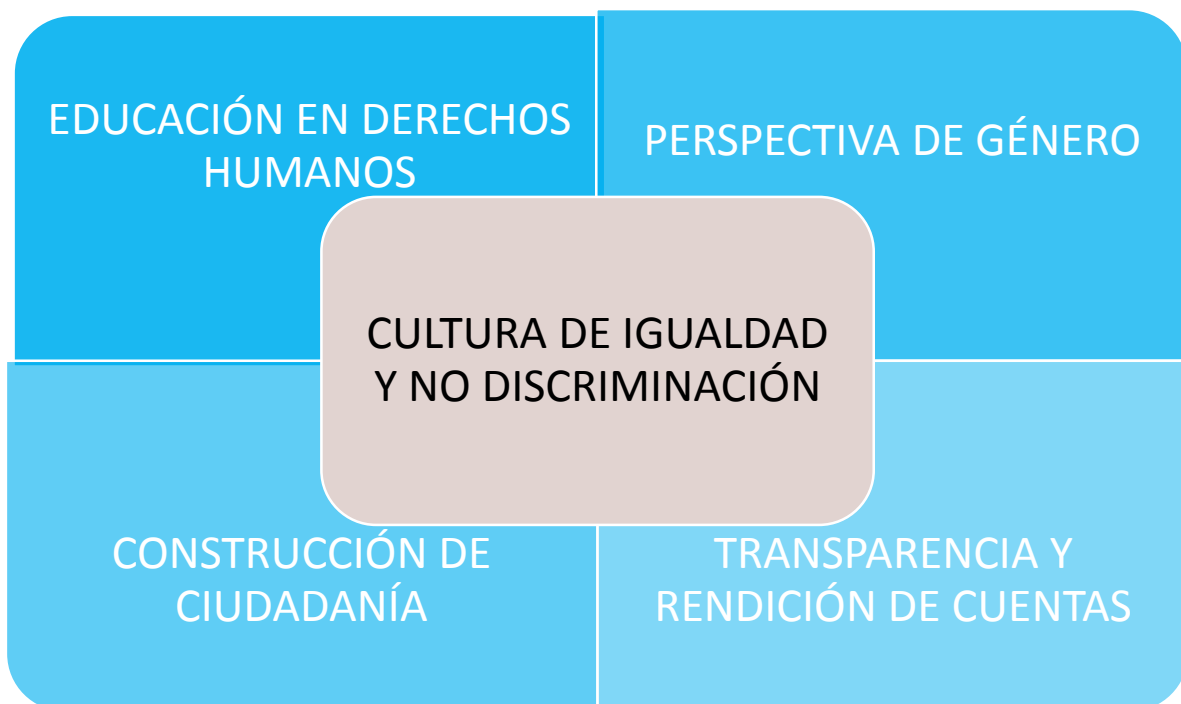 EDUCACIÓN EN DERECHOS
HUMANOS
PERSPECTIVA DE GÉNERO
CULTURA DE IGUALDAD
Y NO DISCRIMINACIÓN
CONSTRUCCIÓN DE
CIUDADANÍA
TRANSPARENCIA Y
RENDICIÓN DE CUENTAS